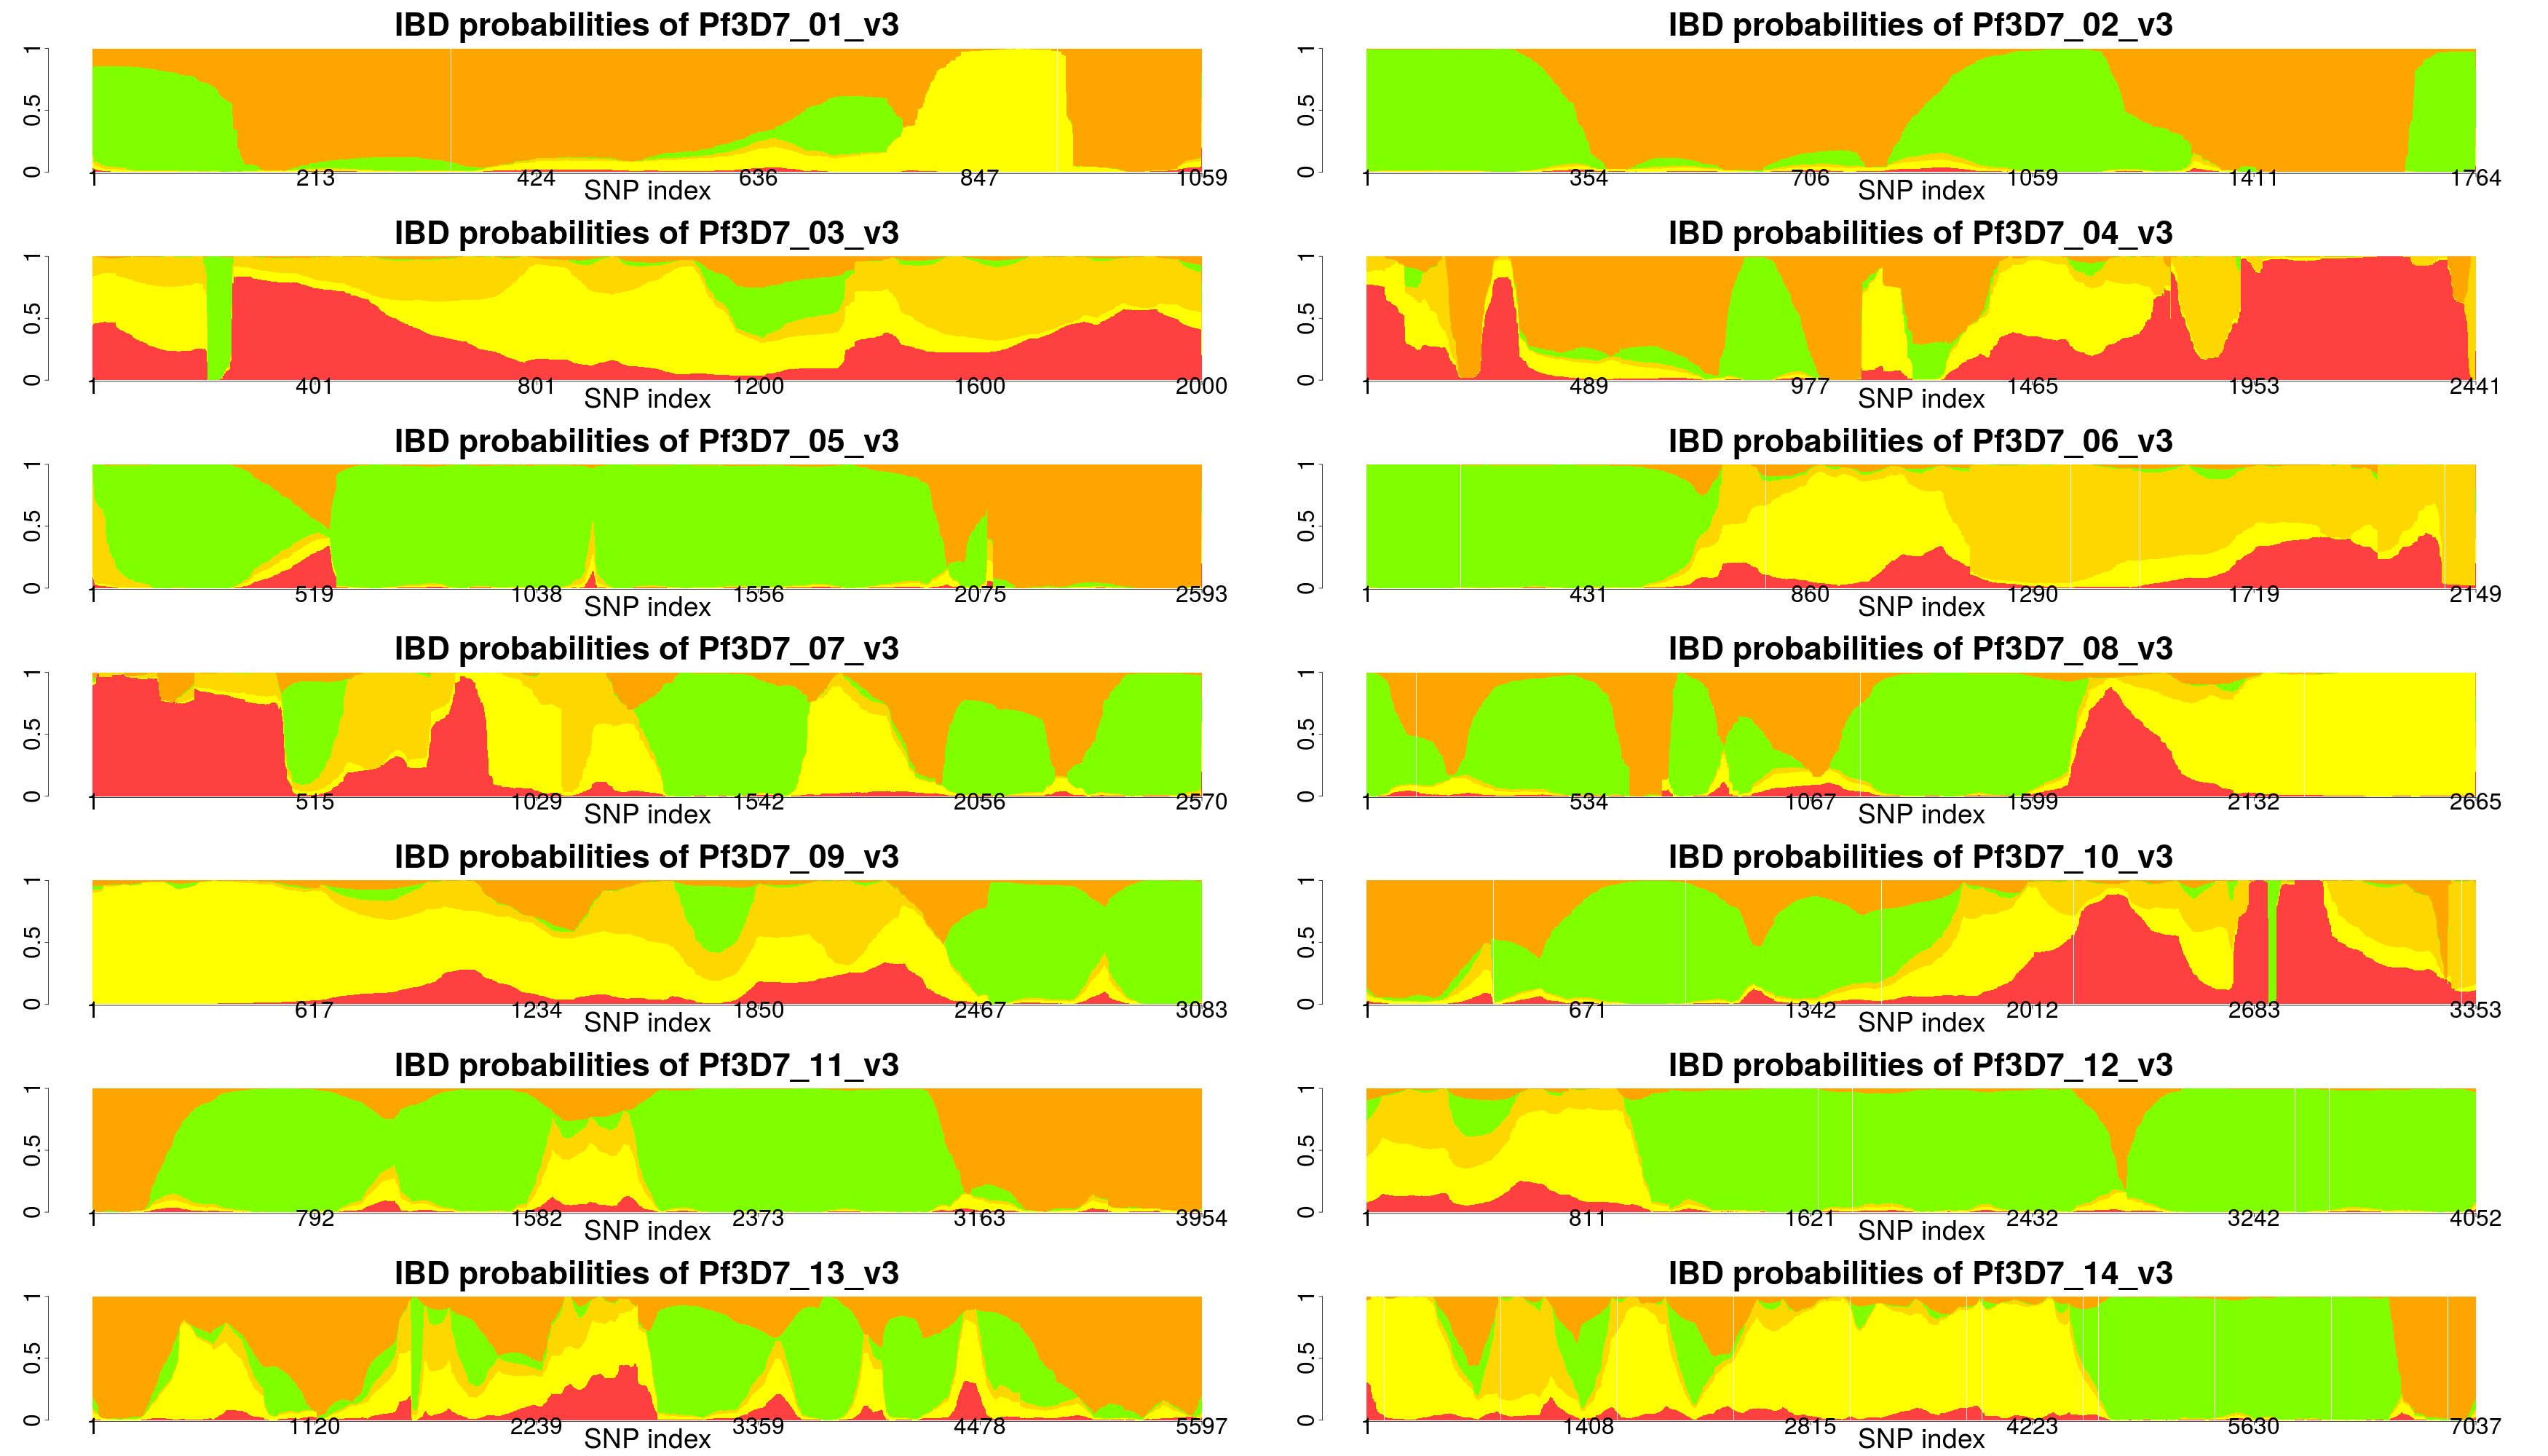 IBD probabilities of Pf3D7_01_v3
0 0.5 1
1 213 424 636 847 1059
SNP index
IBD probabilities of Pf3D7_02_v3
0 0.5 1
1 354 706 1059 1411 1764
SNP index
IBD probabilities of Pf3D7_03_v3
0 0.5 1
1 401 801 1200 1600 2000
SNP index
IBD probabilities of Pf3D7_04_v3
0 0.5 1
1 489 977 1465 1953 2441
SNP index
IBD probabilities of Pf3D7_05_v3
0 0.5 1
1 519 1038 1556 2075 2593
SNP index
IBD probabilities of Pf3D7_06_v3
0 0.5 1
1 431 860 1290 1719 2149
SNP index
IBD probabilities of Pf3D7_07_v3
0 0.5 1
1 515 1029 1542 2056 2570
SNP index
IBD probabilities of Pf3D7_08_v3
0 0.5 1
1 534 1067 1599 2132 2665
SNP index
IBD probabilities of Pf3D7_09_v3
0 0.5 1
1 617 1234 1850 2467 3083
SNP index
IBD probabilities of Pf3D7_10_v3
0 0.5 1
1 671 1342 2012 2683 3353
SNP index
IBD probabilities of Pf3D7_11_v3
0 0.5 1
1 792 1582 2373 3163 3954
SNP index
IBD probabilities of Pf3D7_12_v3
0 0.5 1
1 811 1621 2432 3242 4052
SNP index
IBD probabilities of Pf3D7_13_v3
0 0.5 1
1 1120 2239 3359 4478 5597
SNP index
IBD probabilities of Pf3D7_14_v3
0 0.5 1
1 1408 2815 4223 5630 7037
SNP index